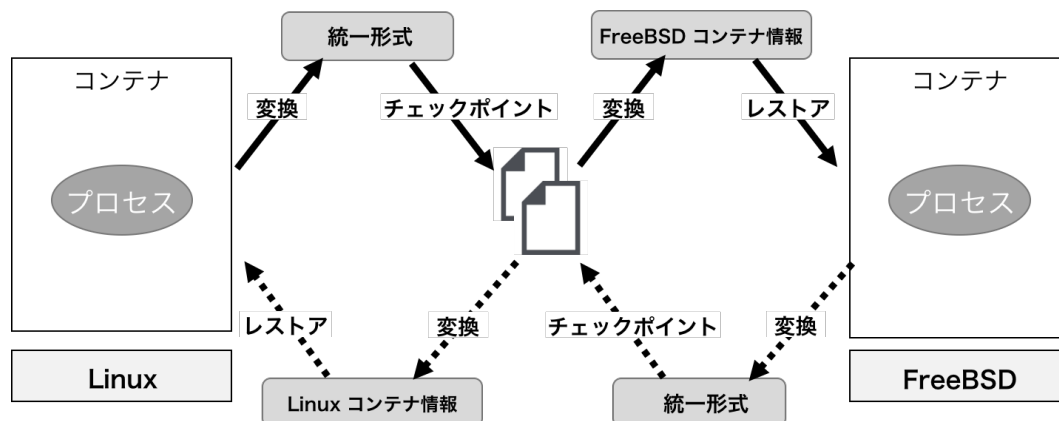 統一形式
FreeBSD コンテナ情報
コンテナ
コンテナ
変換
チェックポイント
変換
レストア
プロセス
プロセス
レストア
変換
チェックポイント
変換
Linux
FreeBSD
Linux コンテナ情報
統一形式